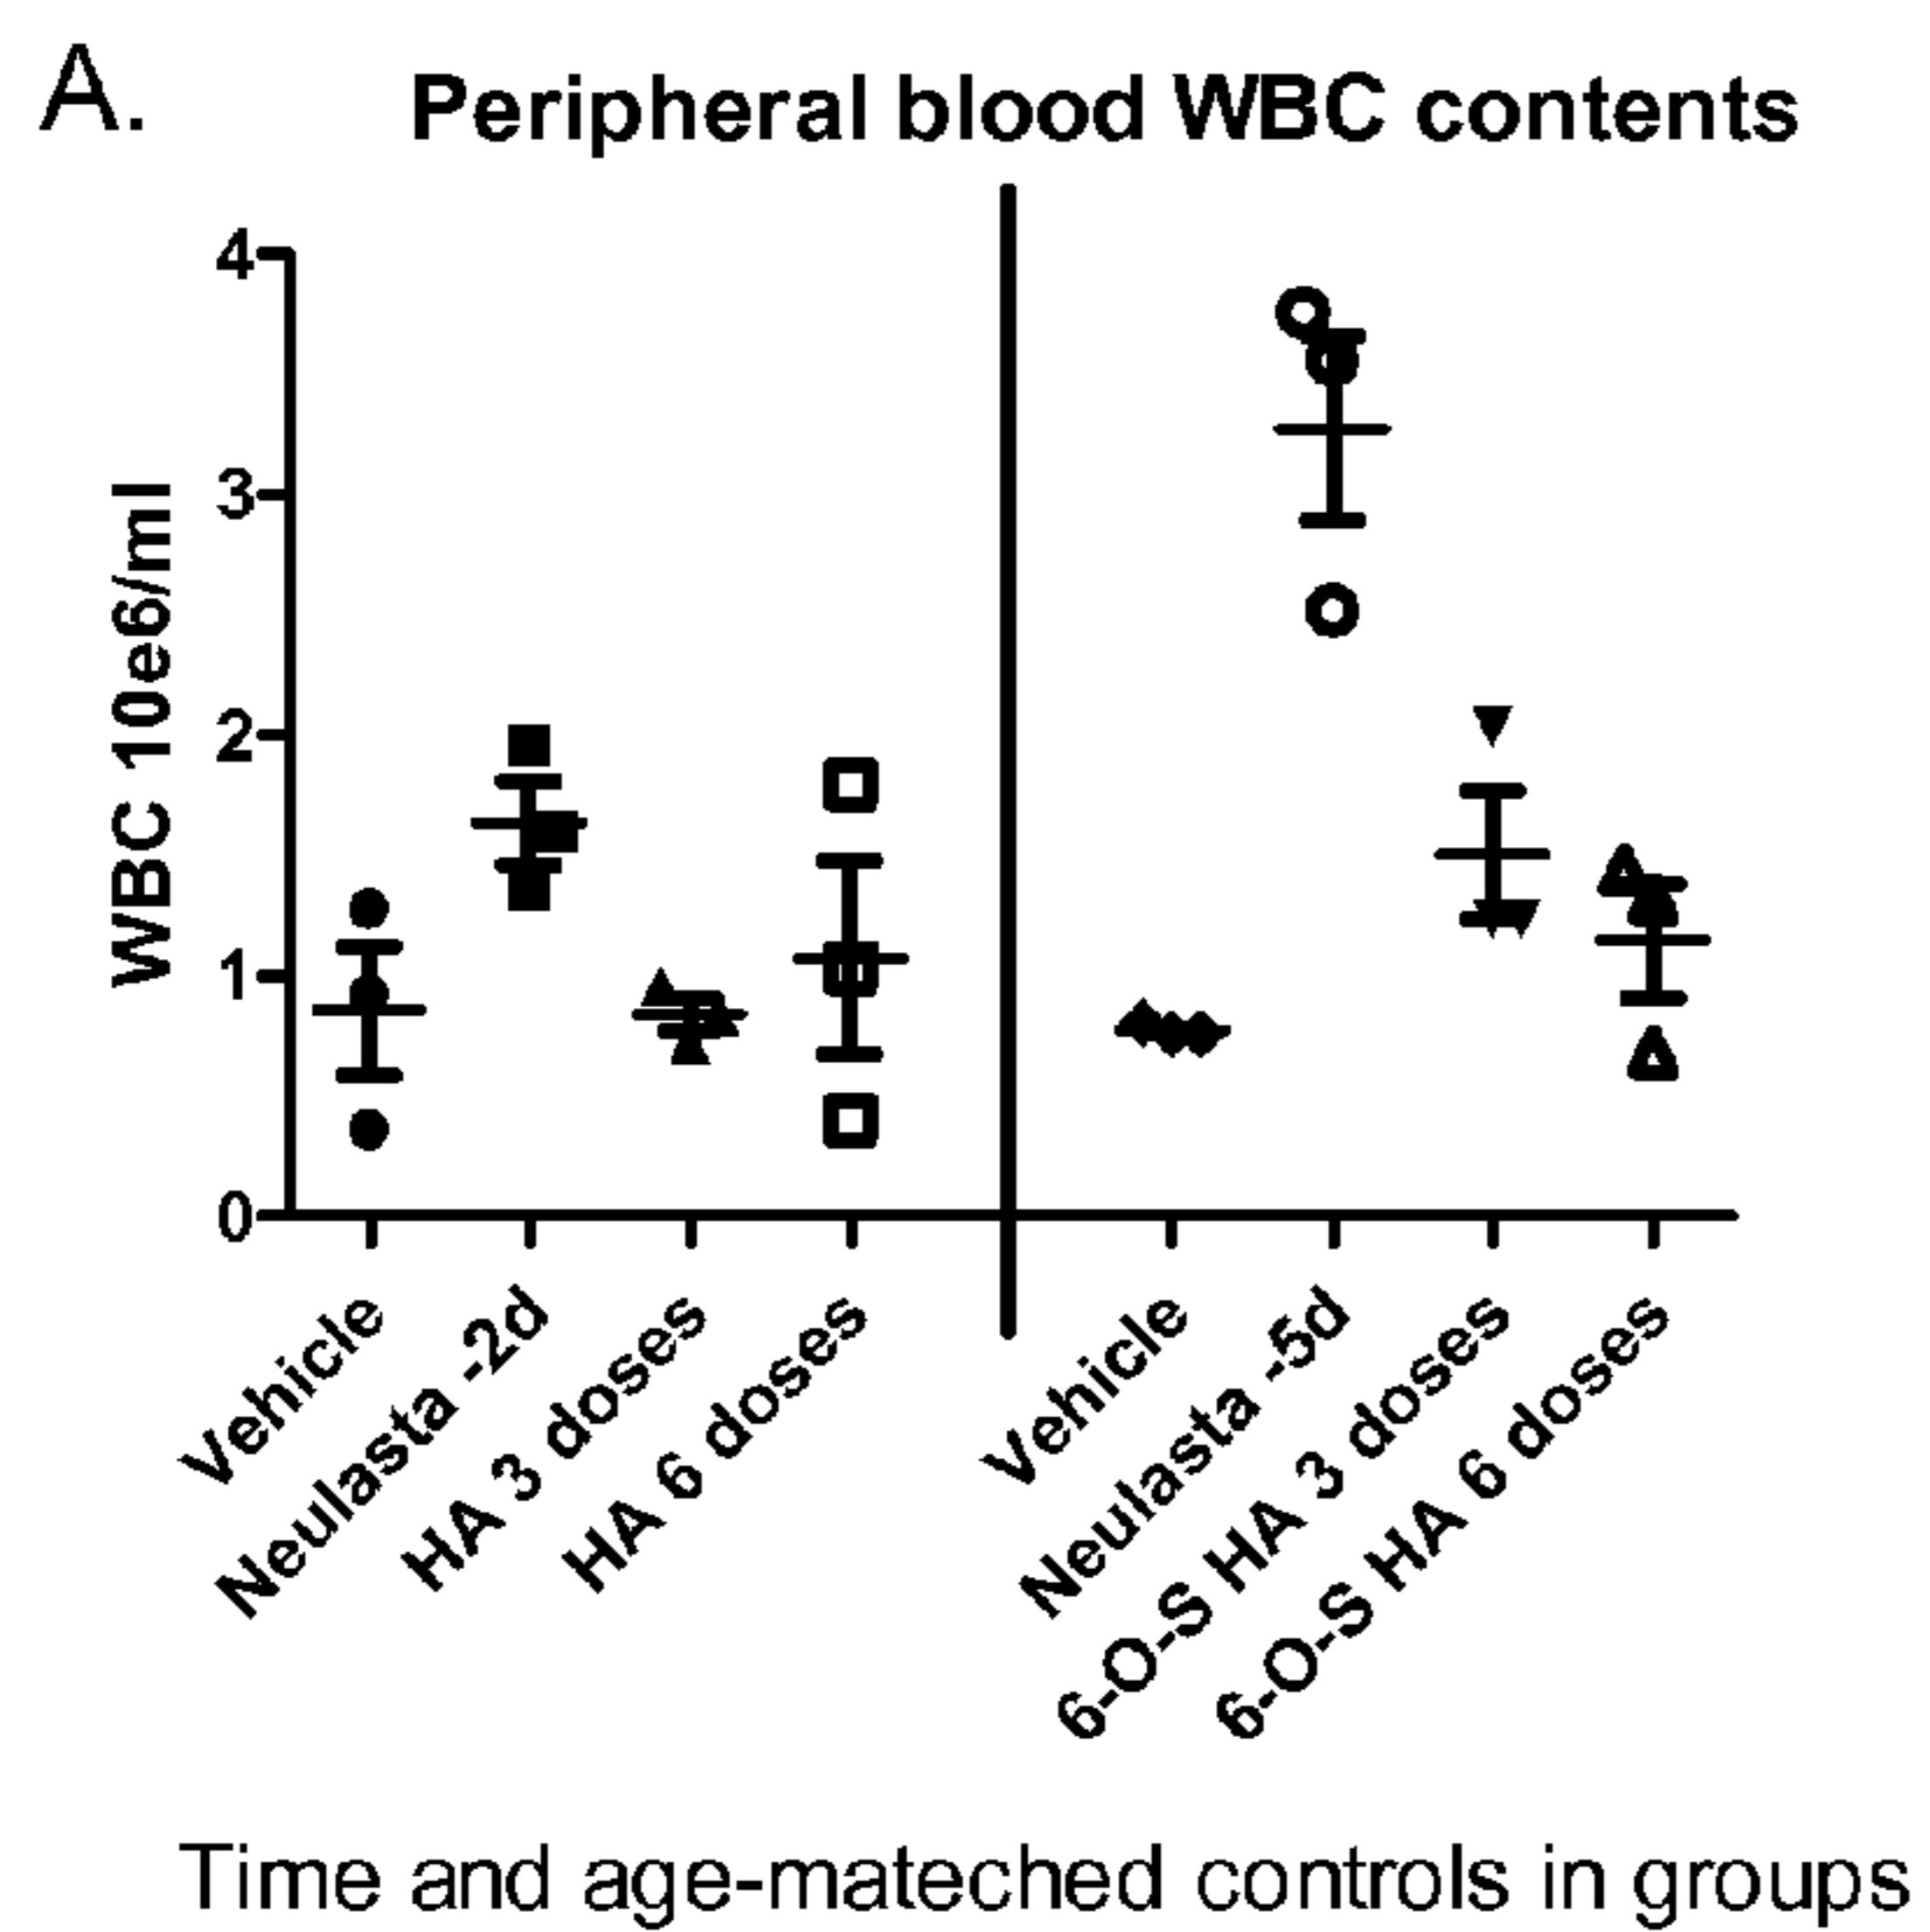 A.
Peripheral blood WBC contents
WBC 10e6/ml
4
3
2
1
0
Vehicle
Neulasta -2d
HA 3 doses
HA 6 doses
Vehicle
Neulasta -5d
6-O-S HA 3 doses
6-O-S HA 6 doses
Time and age-mateched controls in groups